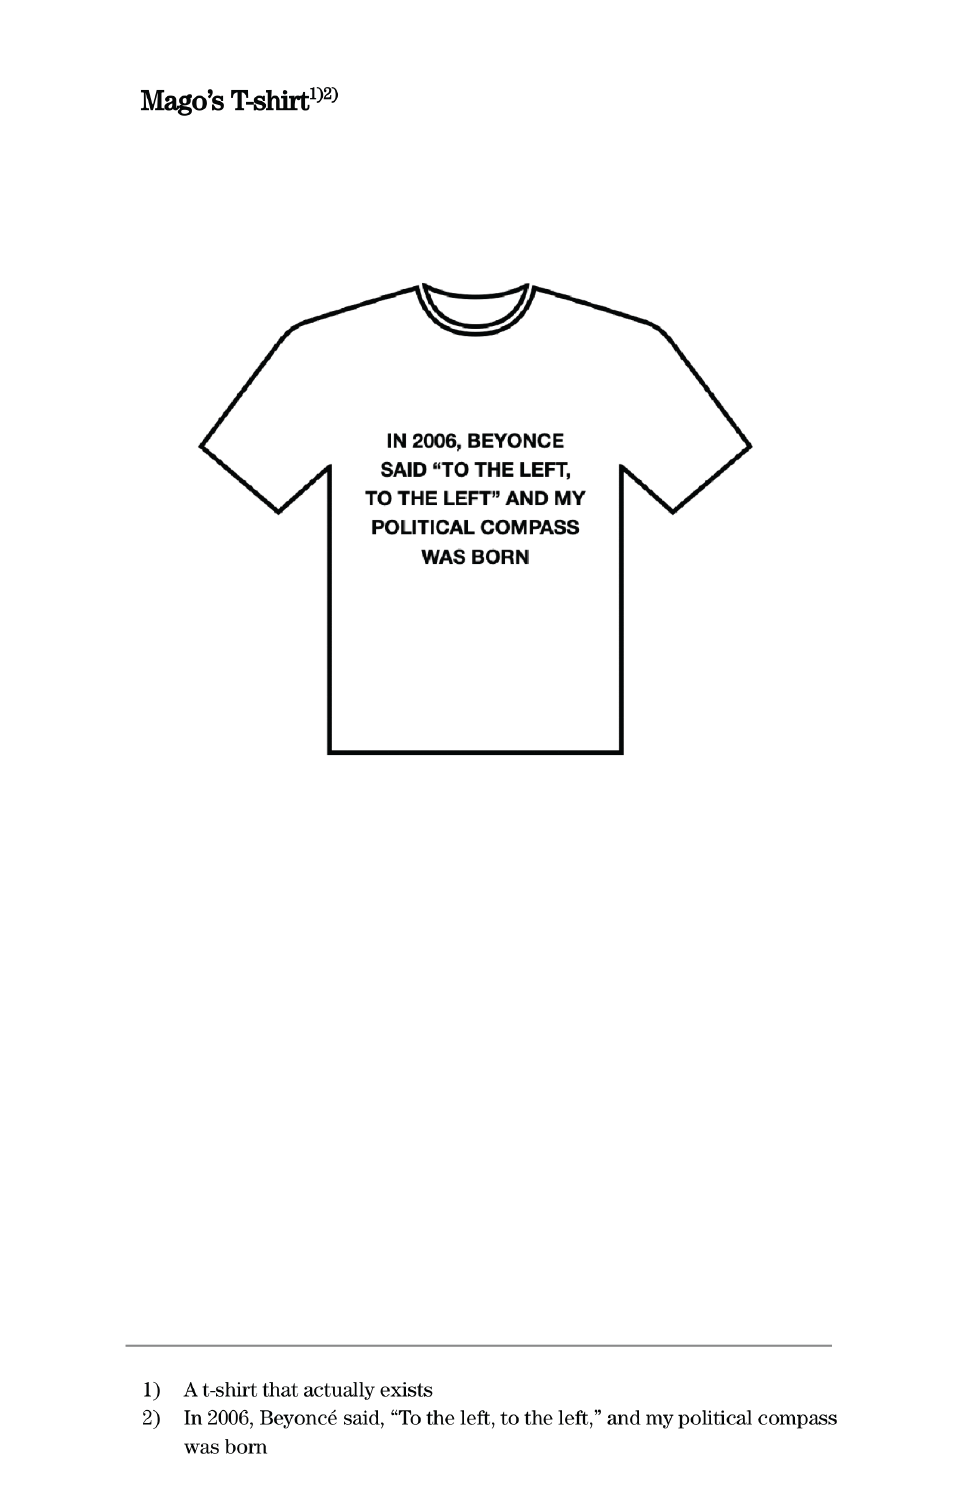 Mago’s T-shirt1)2)
IN 2006, BEYONCE
SAID “TO THE LEFT,
TO THE LEFT” AND MY
POLITICAL COMPASS
WAS BORN
1) A t-shirt that actually exists
2) In 2006, Beyoncé said, “To the left, to the left,” and my political compass
was born